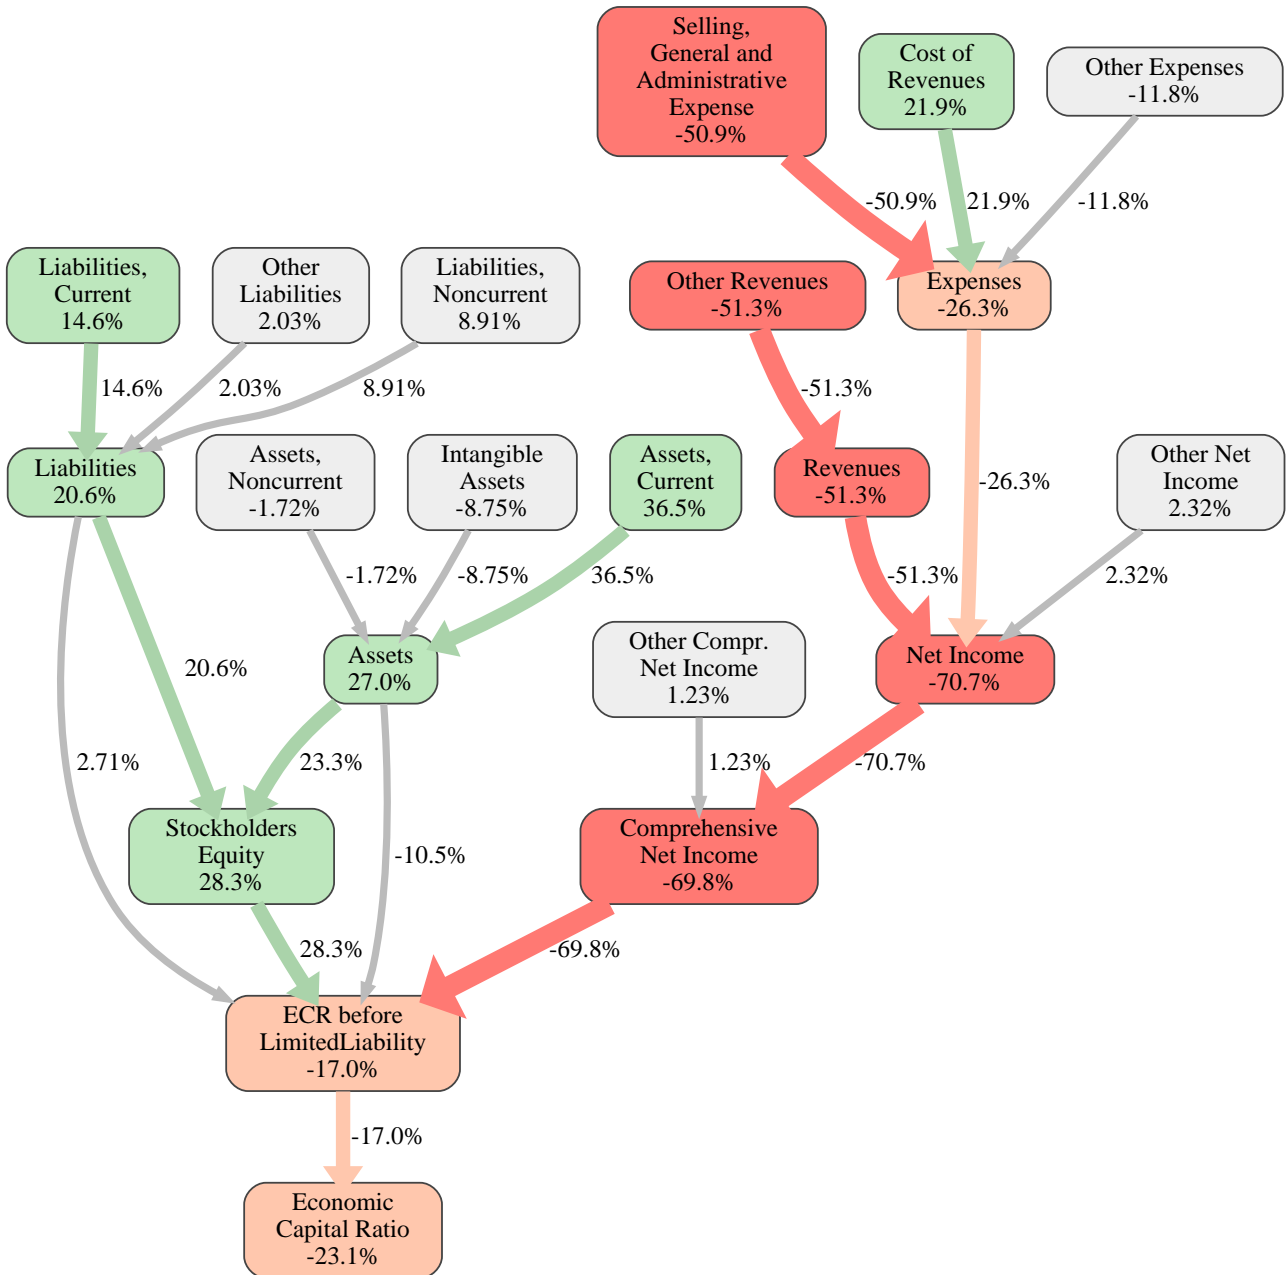 Selling,
General and
Administrative
Expense
-50.9%
Cost of
Revenues
21.9%
Other Expenses
-11.8%
-50.9%
21.9%
-11.8%
Liabilities,
Current
14.6%
Other
Liabilities
2.03%
Liabilities,
Noncurrent
8.91%
Other Revenues
-51.3%
Expenses
-26.3%
14.6%
2.03%
8.91%
-51.3%
Liabilities
20.6%
Assets,
Noncurrent
-1.72%
Intangible
Assets
-8.75%
Assets,
Current
36.5%
Revenues
-51.3%
-26.3%
Other Net
Income
2.32%
-1.72%
-8.75%
36.5%
-51.3%
2.32%
20.6%
Assets
27.0%
Other Compr.
Net Income
1.23%
Net Income
-70.7%
2.71%
23.3%
1.23%
-70.7%
Stockholders
Equity
28.3%
-10.5%
Comprehensive
Net Income
-69.8%
28.3%
-69.8%
ECR before
LimitedLiability
-17.0%
-17.0%
Economic
Capital Ratio
-23.1%